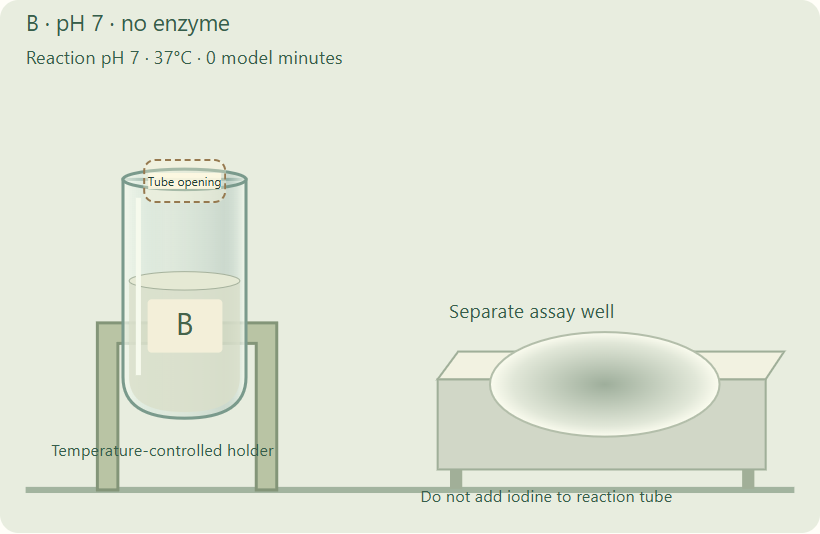 B · pH 7 · no enzyme
Reaction pH 7 · 37°C · 0 model minutes
Tube opening
B
Separate assay well
Temperature-controlled holder
Do not add iodine to reaction tube